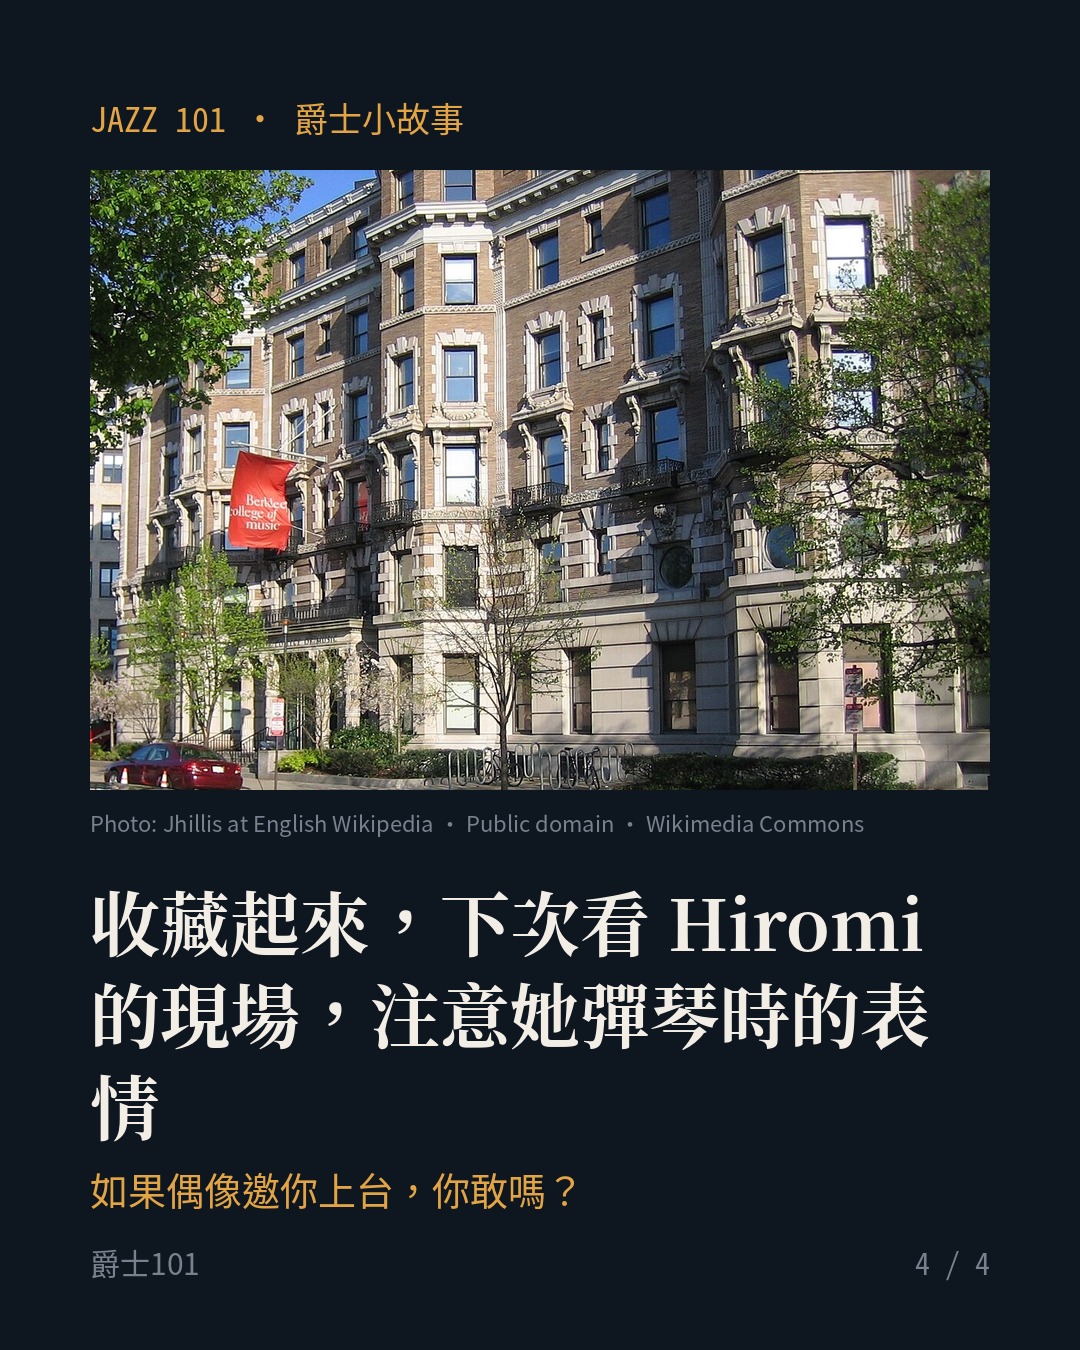 JAZZ 101 · 爵士小故事
Berklee
college of
music
Photo: Jhillis at English Wikipedia · Public domain · Wikimedia Commons
收藏起來，下次看 Hiromi
的現場，注意她彈琴時的表
情
如果偶像邀你上台，你敢嗎？
爵士101
4 / 4